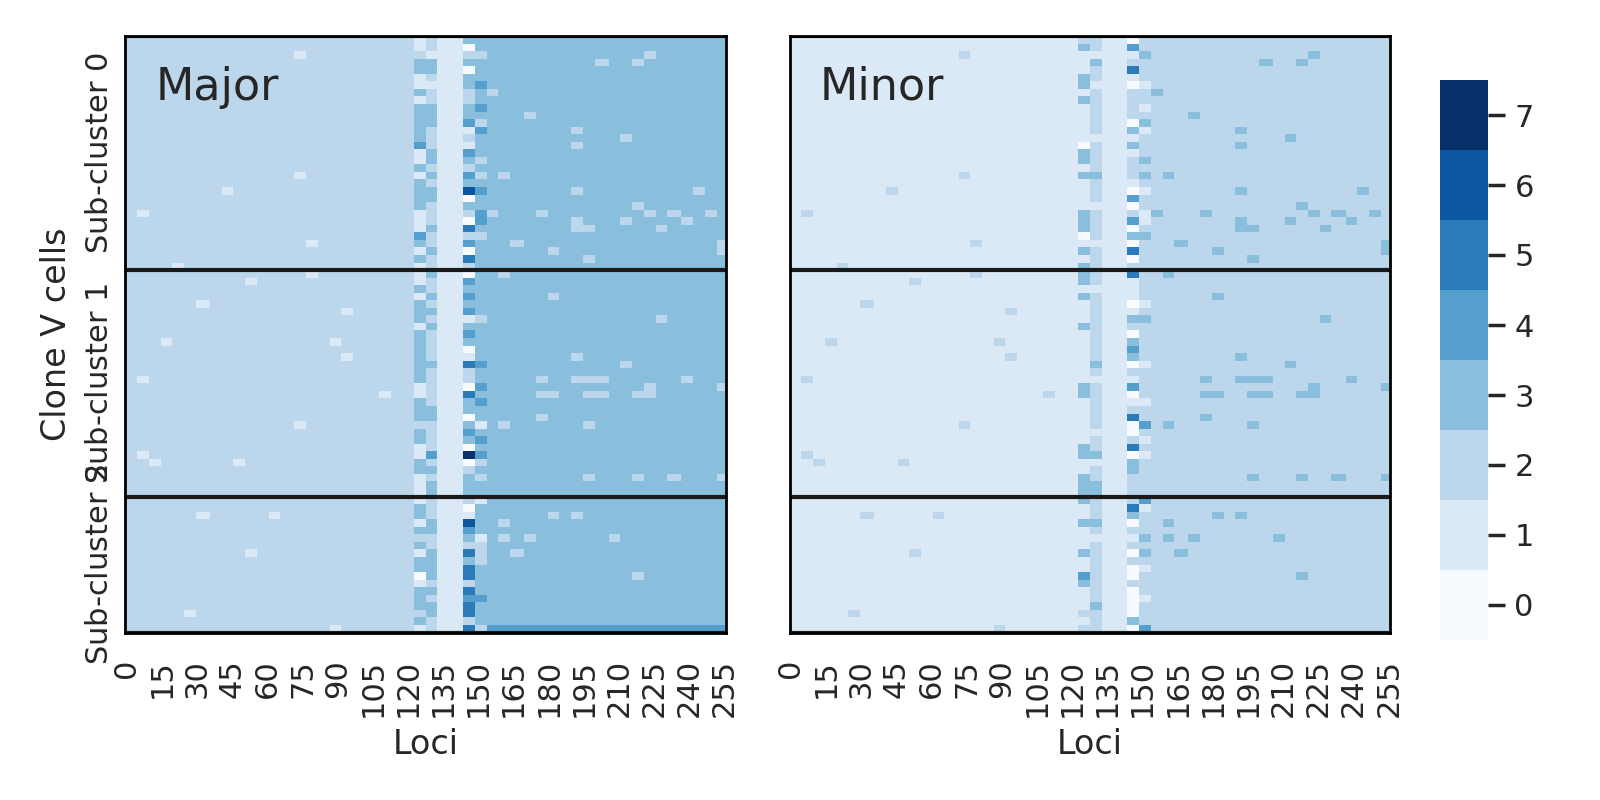 Major
Minor
Clone V cells
Sub-cluster 0
Sub-cluster 1
Sub-cluster 2
0 15 30 45 60 75 90 105 120 135 150 165 180 195 210 225 240 255
Loci
0 15 30 45 60 75 90 105 120 135 150 165 180 195 210 225 240 255
Loci
7
6
5
4
3
2
1
0